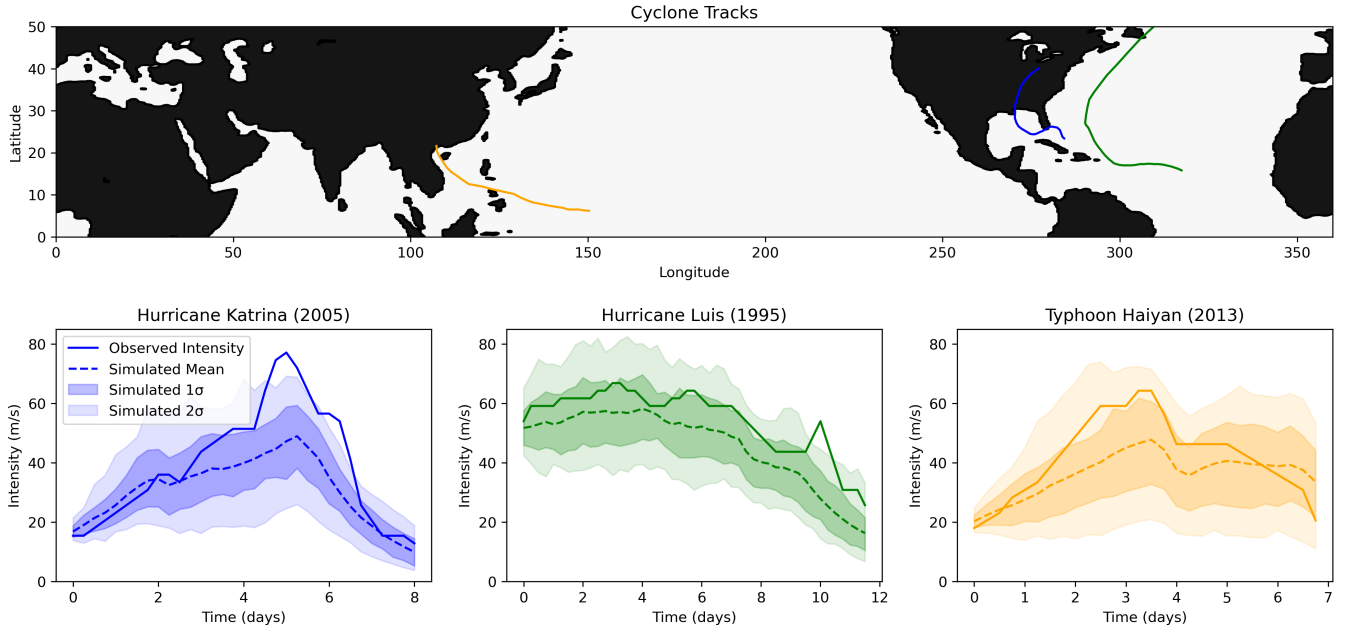 Cyclone Tracks
50
40
30
20
10
0
Latitude
0 50 100 150 200 250 300 350
Longitude
Hurricane Katrina (2005)
Observed Intensity
Simulated Mean
Simulated 1σ
Simulated 2σ
80
60
40
20
0
Intensity (m/s)
0 2 4 6 8
Time (days)
Hurricane Luis (1995)
80
60
40
20
0
Intensity (m/s)
0 2 4 6 8 10 12
Time (days)
Typhoon Haiyan (2013)
80
60
40
20
0
Intensity (m/s)
0 1 2 3 4 5 6 7
Time (days)